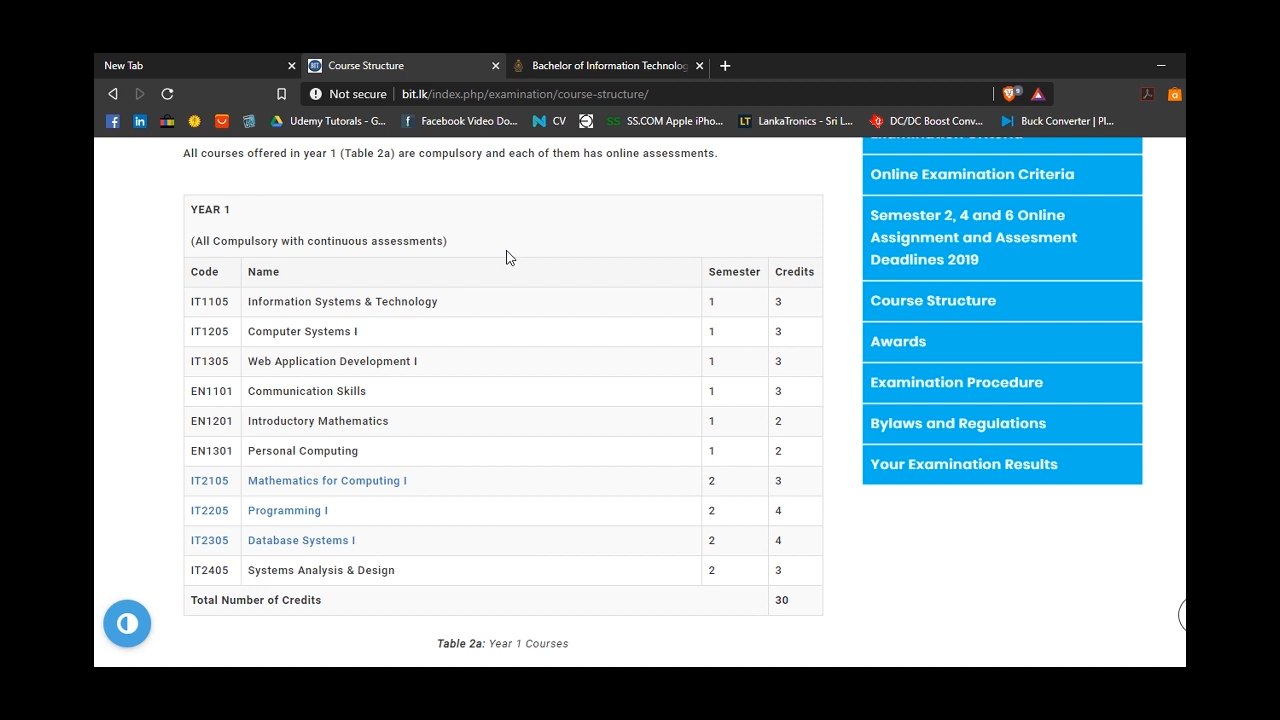 New Tab
Course Structure
Bachelor of Information Technolog
Not secure
bit.lk/index.php/examination/course-structure/
9
Udemy Tutorials - G...
Facebook Video Do...
CV
SS.COM Apple iPho...
LankaTronics - Sri L...
DC/DC Boost Conv...
Buck Converter | Pl...
All courses offered in year 1 (Table 2a) are compulsory and each of them has online assessments.
YEAR 1
(All Compulsory with continuous assessments)
Code Name Semester Credits
IT1105 Information Systems & Technology 1 3
IT1205 Computer Systems I 1 3
IT1305 Web Application Development I 1 3
EN1101 Communication Skills 1 3
EN1201 Introductory Mathematics 1 2
EN1301 Personal Computing 1 2
IT2105 Mathematics for Computing I 2 3
IT2205 Programming I 2 4
IT2305 Database Systems I 2 4
IT2405 Systems Analysis & Design 2 3
Total Number of Credits 30
Table 2a: Year 1 Courses
Examination Criteria
Online Examination Criteria
Semester 2, 4 and 6 Online
Assignment and Assesment
Deadlines 2019
Course Structure
Awards
Examination Procedure
Bylaws and Regulations
Your Examination Results